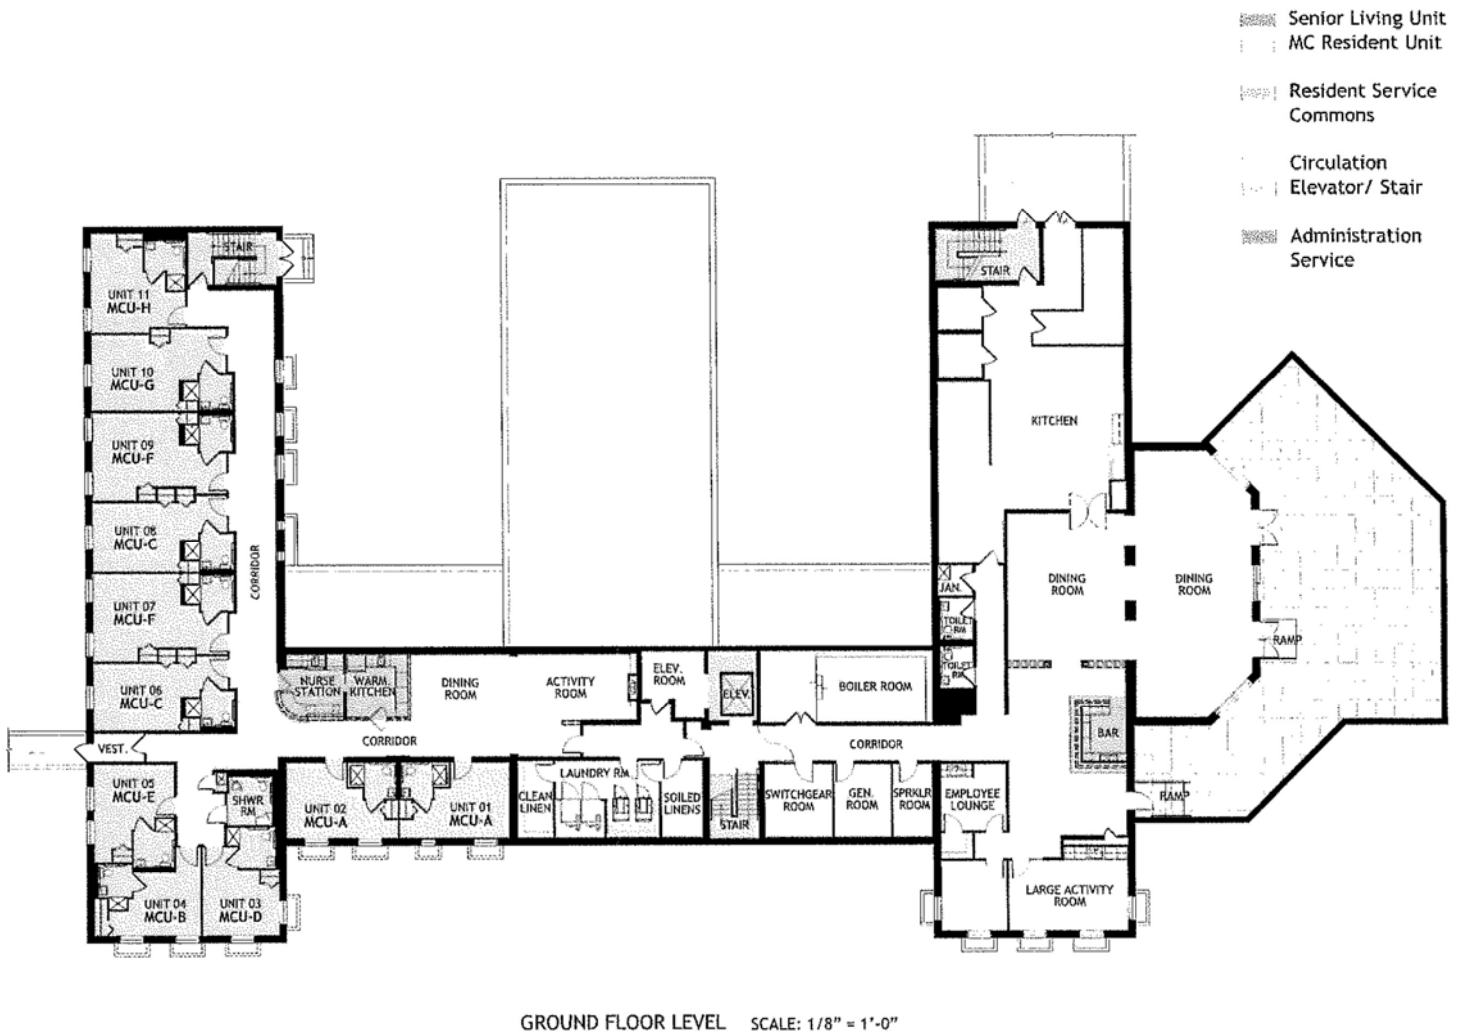 Senior Living Unit
MC Resident Unit
Resident Service
Commons
Circulation
Elevator/ Stair
Administration
Service
STAIR
UNIT 11
MCU-H
UNIT 10
MCU-G
UNIT 09
MCU-F
UNIT 08
MCU-C
UNIT 07
MCU-F
UNIT 06
MCU-C
CORRIDOR
VEST.
UNIT 05
MCU-E
SHWR
RM
UNIT 04
MCU-B
UNIT 03
MCU-D
NURSE
STATION
WARM.
KITCHEN
DINING
ROOM
ACTIVITY
ROOM
ELEV.
ROOM
ELEV.
BOILER ROOM
CORRIDOR
CORRIDOR
UNIT 02
MCU-A
UNIT 01
MCU-A
CLEAN
LINEN
LAUNDRY RM
SOILED
LINENS
STAIR
SWITCHGEAR
ROOM
GEN.
ROOM
SPRKLR
ROOM
STAIR
KITCHEN
JAN.
TOILET
RM
TOILET
RM
DINING
ROOM
DINING
ROOM
RAMP
BAR
RAMP
EMPLOYEE
LOUNGE
LARGE ACTIVITY
ROOM
GROUND FLOOR LEVEL SCALE: 1/8" = 1'-0"